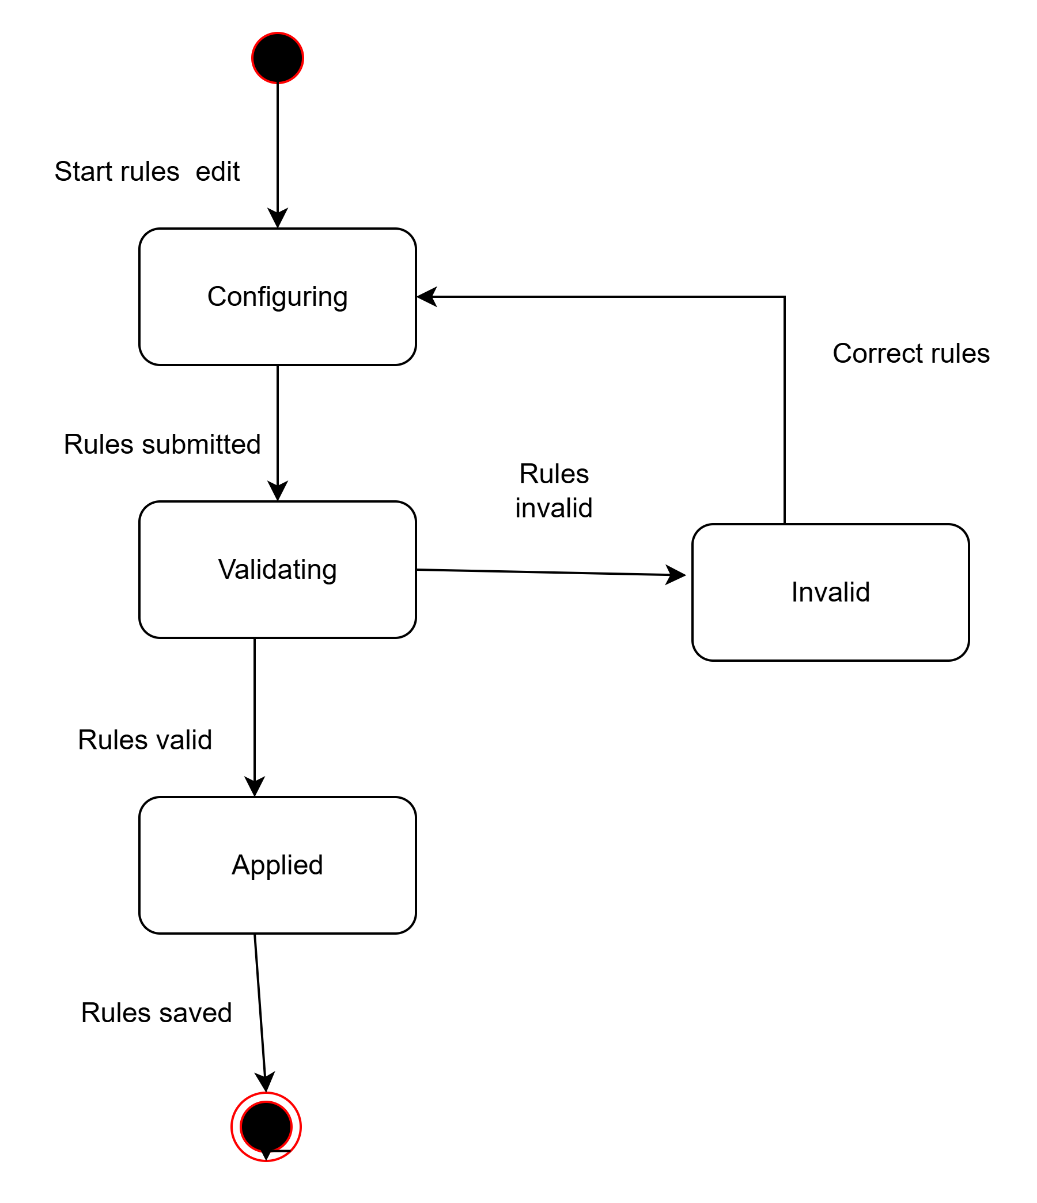 Start rules  edit
Configuring
Correct rules
Rules submitted
Rules
invalid
Validating
Invalid
Rules valid
Applied
Rules saved